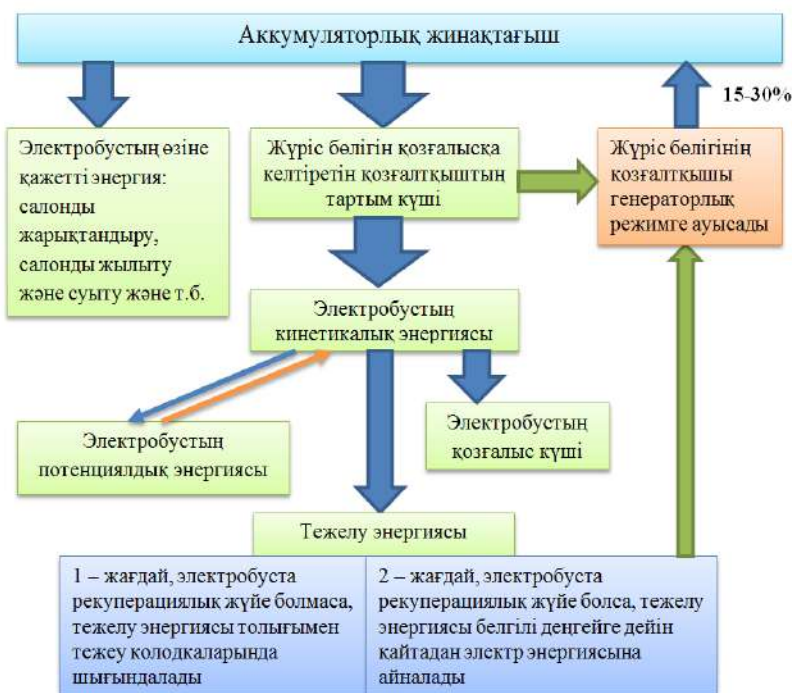 Аккумуляторлық жинақтағыш
15-30%
Электробустың өзіне
қажетті энергия:
салонды
жарықтандыру,
салонды жылыту
және суыту және т.б.
Жүріс бөлігін қозғалысқа
келтіретін қозғалтқыштың
тартым күші
Жүріс бөлігінің
қозғалтқышы
генераторлық
режимге ауысады
Электробустың
кинетикалық энергиясы
Электробустың
потенциялдық энергиясы
Электробустың
қозғалыс күші
Тежелу энергиясы
1 – жағдай, электробуста
рекуперациялық жүйе болмаса,
тежелу энергиясы толығымен
тежеу колодкаларында
шығындалады
2 – жағдай, электробуста
рекуперациялық жүйе болса, тежелу
энергиясы белгілі деңгейге дейін
қайтадан электр энергиясына
айналады